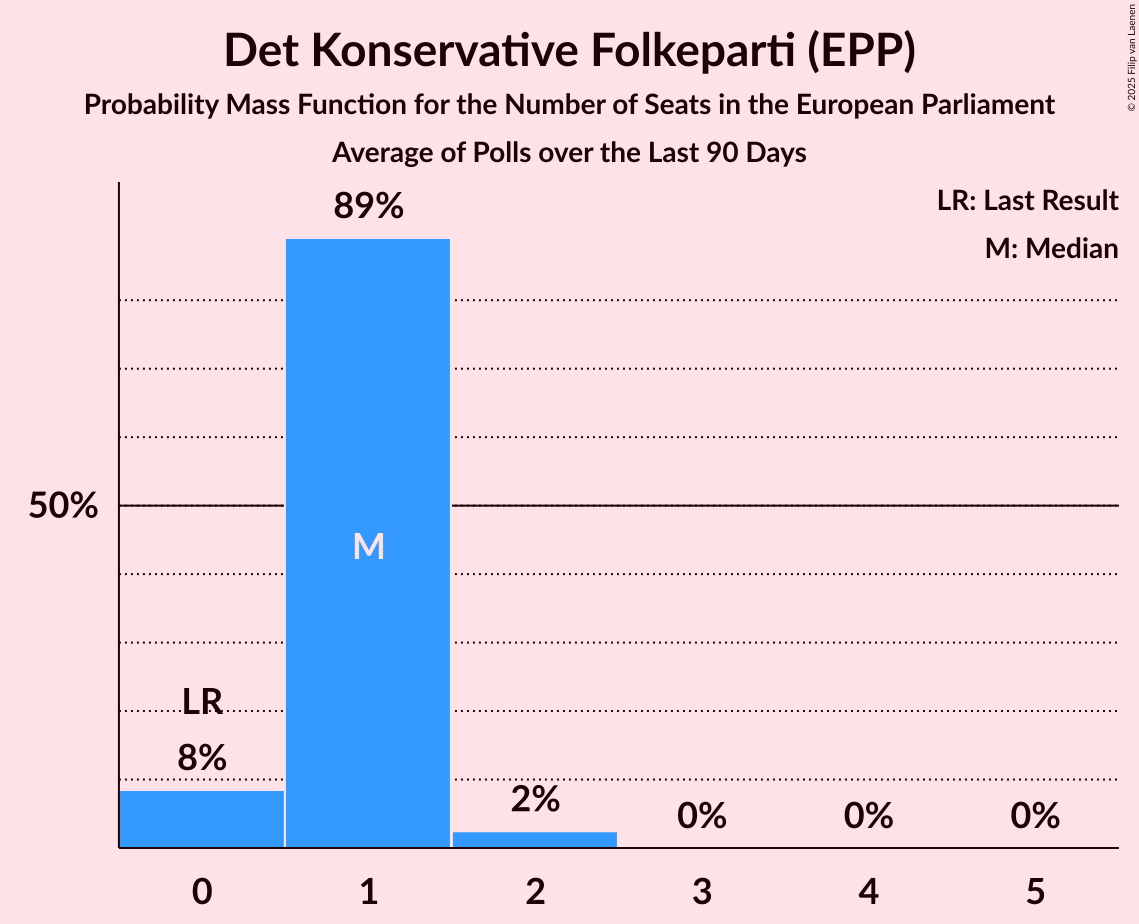 Det Konservative Folkeparti (EPP)
Probability Mass Function for the Number of Seats in the European Parliament
Average of Polls over the Last 90 Days
© 2025 Filip van Laenen
LR: Last Result
M: Median
89%
50%
M
LR
8%
2%
0%
0%
0%
0 1 2 3 4 5